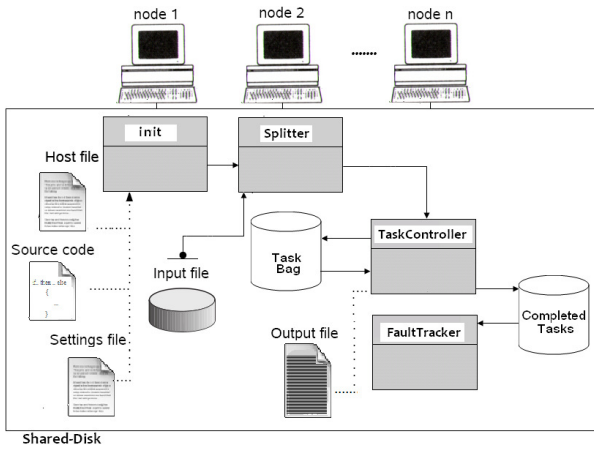 node 1
node 2
.......
node n
init
Splitter
Host file
Source code
Settings file
Input file
Task
Bag
TaskController
Completed
Tasks
Output file
FaultTracker
Shared-Disk